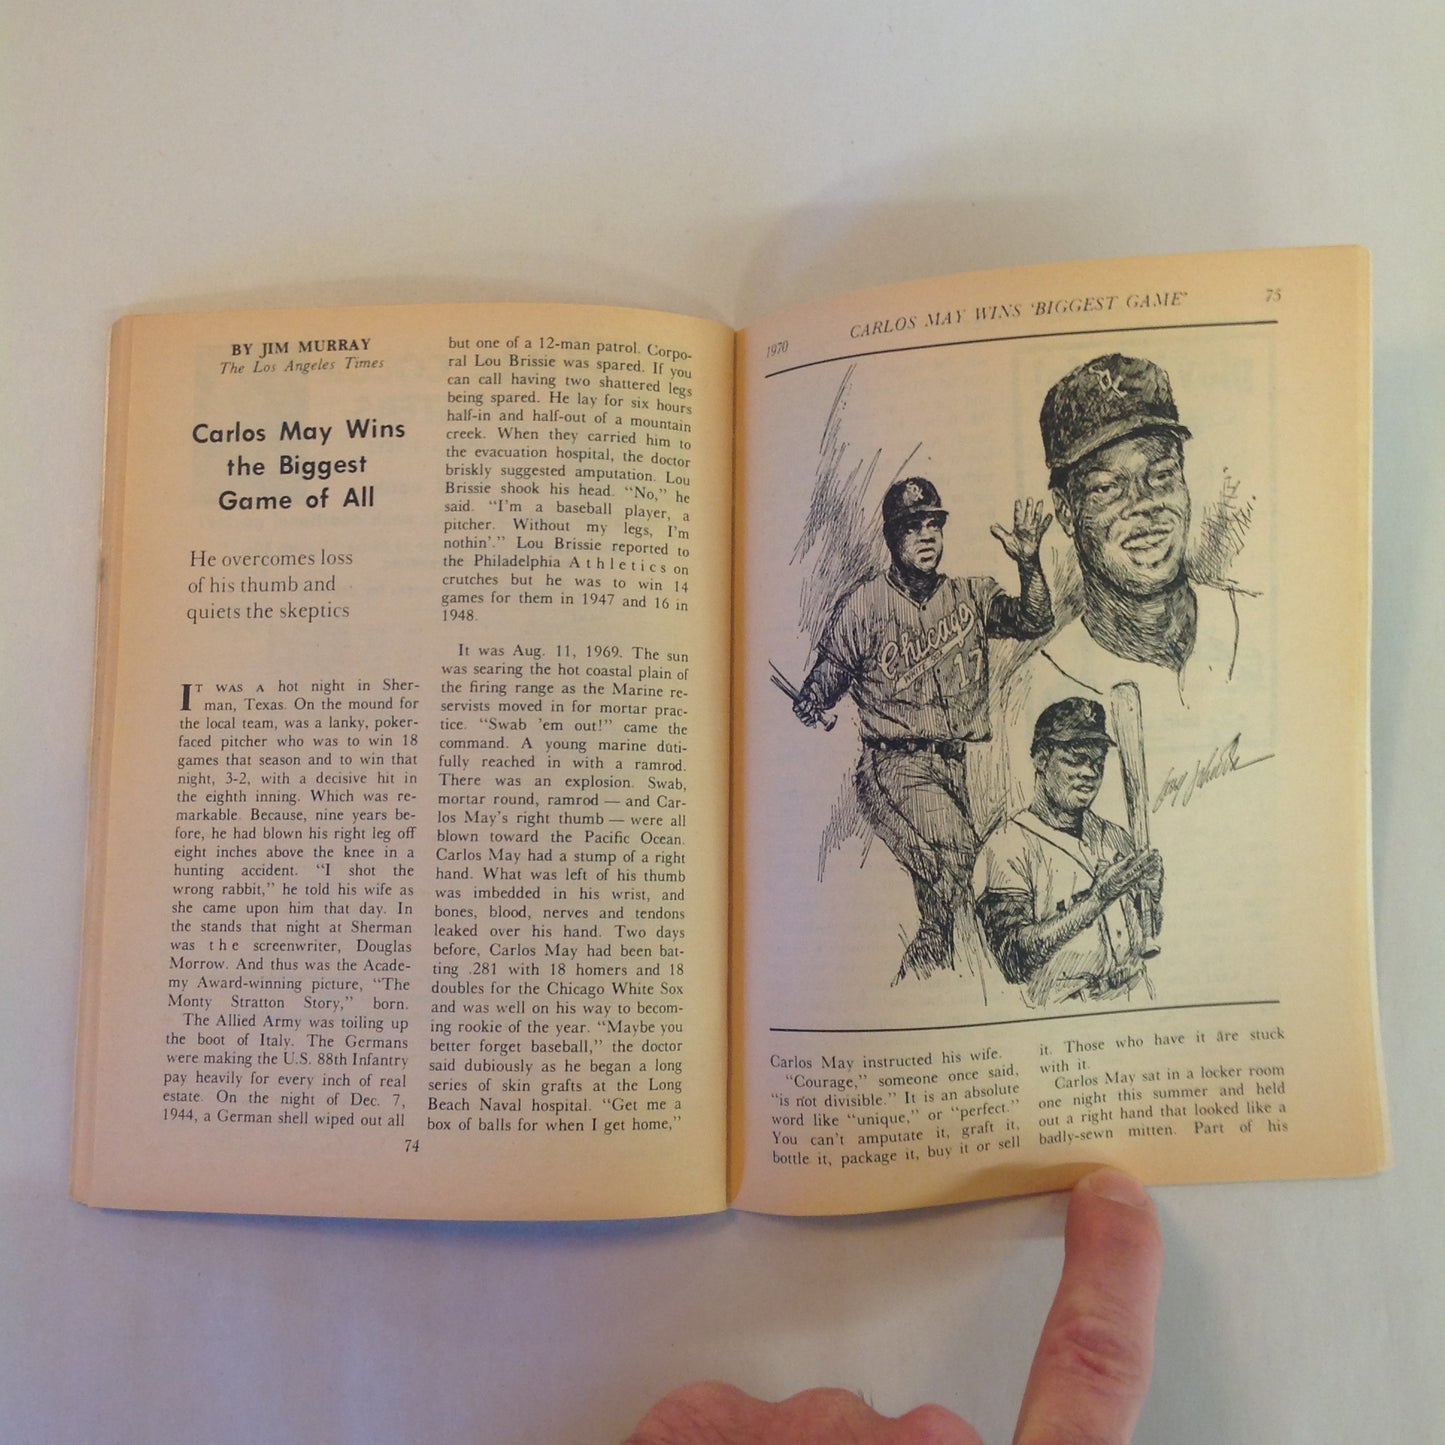 BY JIM MURRAY
The Los Angeles Times
Carlos May Wins
the Biggest
Game of All
He overcomes loss
of his thumb and
quiets the skeptics
IT WAS A hot night in Sher-
man, Texas. On the mound for
the local team, was a lanky, poker-
faced pitcher who was to win 18
games that season and to win that
night, 3-2, with a decisive hit in
the eighth inning. Which was re-
markable. Because, nine years be-
fore, he had blown his right leg off
eight inches above the knee in a
hunting accident. “I shot the
wrong rabbit,” he told his wife as
she came upon him that day. In
the stands that night at Sherman
was the screenwriter, Douglas
Morrow. And thus was the Acade-
my Award-winning picture, “The
Monty Stratton Story,” born.
The Allied Army was toiling up
the boot of Italy. The Germans
were making the U.S. 88th Infantry
pay heavily for every inch of real
estate. On the night of Dec. 7,
1944, a German shell wiped out all
but one of a 12-man patrol. Corpo-
ral Lou Brissie was spared. If you
can call having two shattered legs
being spared. He lay for six hours
half-in and half-out of a mountain
creek. When they carried him to
the evacuation hospital, the doctor
briskly suggested amputation. Lou
Brissie shook his head. “No,” he
said. “I’m a baseball player, a
pitcher. Without my legs, I’m
nothin’.” Lou Brissie reported to
the Philadelphia Athletics on
crutches but he was to win 14
games for them in 1947 and 16 in
1948.
It was Aug. 11, 1969. The sun
was searing the hot coastal plain of
the firing range as the Marine re-
servists moved in for mortar prac-
tice. “Swab ’em out!” came the
command. A young marine duti-
fully reached in with a ramrod.
There was an explosion. Swab,
mortar round, ramrod — and Car-
los May’s right thumb — were all
blown toward the Pacific Ocean.
Carlos May had a stump of a right
hand. What was left of his thumb
was imbedded in his wrist, and
bones, blood, nerves and tendons
leaked over his hand. Two days
before, Carlos May had been bat-
ting .281 with 18 homers and 18
doubles for the Chicago White Sox
and was well on his way to becom-
ing rookie of the year. “Maybe you
better forget baseball,” the doctor
said dubiously as he began a long
series of skin grafts at the Long
Beach Naval hospital. “Get me a
box of balls for when I get home,”
74
1970
CARLOS MAY WINS ‘BIGGEST GAME’
75
Chicago
WHITE SOX
17
Carlos May instructed his wife.
“Courage,” someone once said,
“is not divisible.” It is an absolute
word like “unique,” or “perfect.”
You can’t amputate it, graft it,
bottle it, package it, buy it or sell
it. Those who have it are stuck
with it.
Carlos May sat in a locker room
one night this summer and held
out a right hand that looked like a
badly-sewn mitten. Part of his